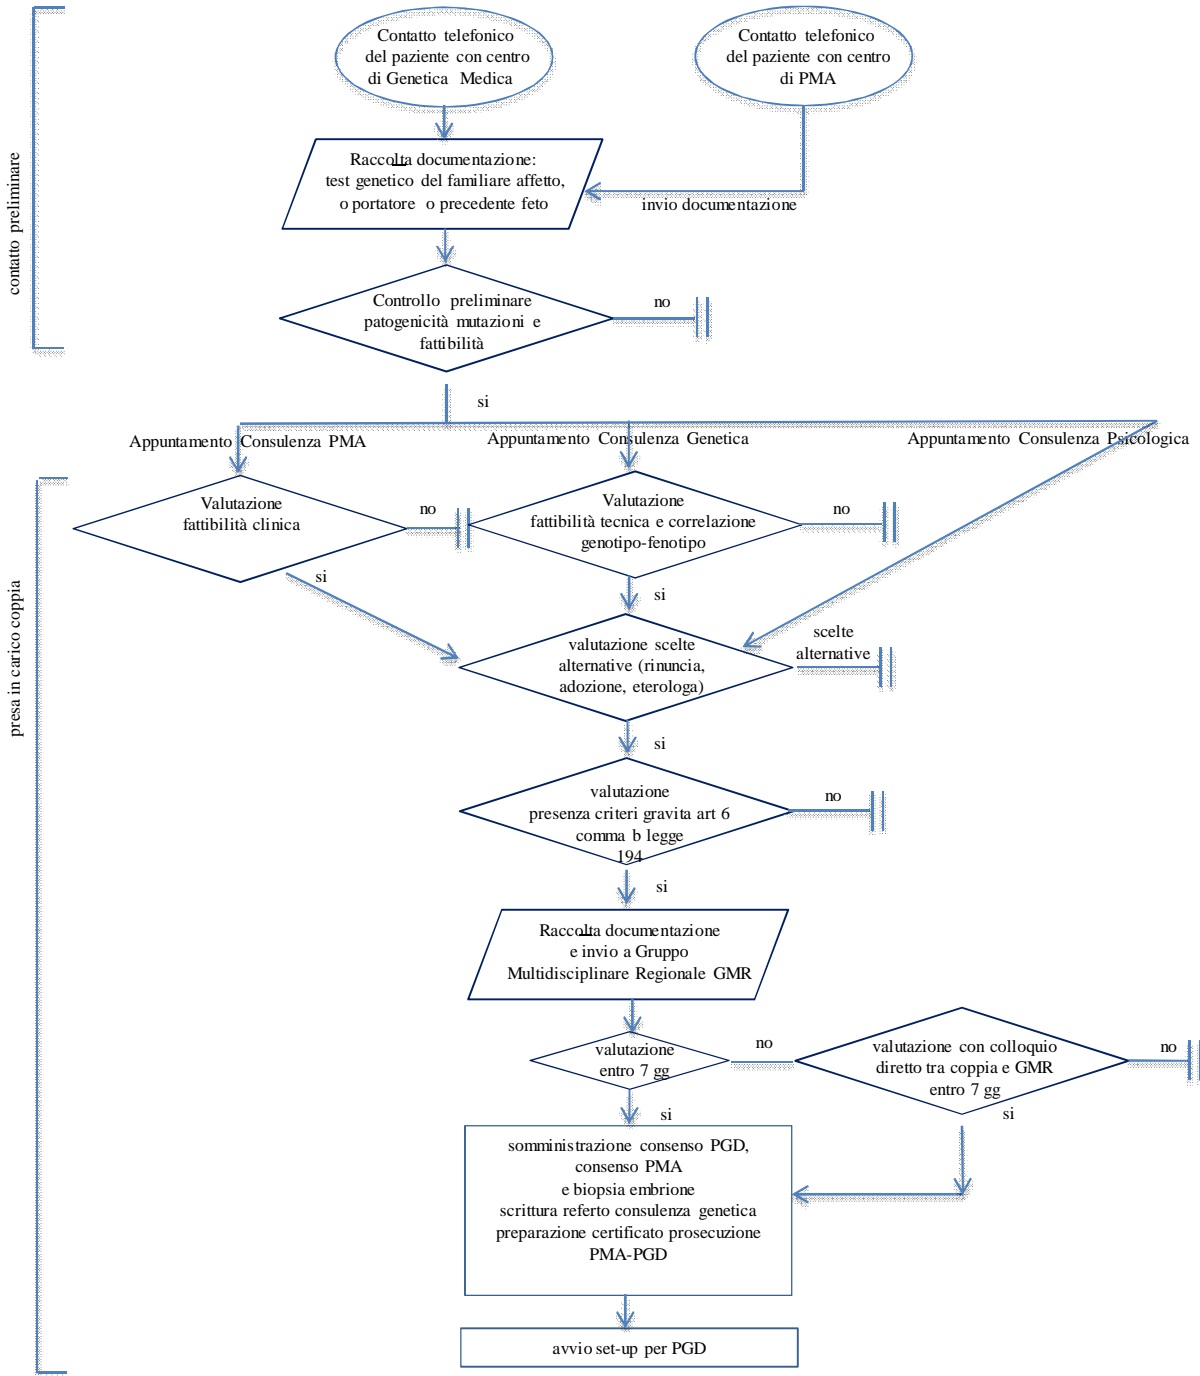 Contatto telefonico
del paziente con centro
di Genetica Medica
Contatto telefonico
del paziente con centro
di PMA
contatto preliminare
Raccolta documentazione:
test genetico del familiare affetto,
o portatore o precedente feto
invio documentazione
Controllo preliminare
patogenicità mutazioni e
fattibilità
no
si
Appuntamento Consulenza PMA
Appuntamento Consulenza Genetica
Appuntamento Consulenza Psicologica
presa in carico coppia
Valutazione
fattibilità clinica
no
si
Valutazione
fattibilità tecnica e correlazione
genotipo-fenotipo
no
si
valutazione scelte
alternative (rinuncia,
adozione, eterologa)
scelte
alternative
si
valutazione
presenza criteri gravita art 6
comma b legge
194
no
si
Raccolta documentazione
e invio a Gruppo
Multidisciplinare Regionale GMR
valutazione
entro 7 gg
no
si
valutazione con colloquio
diretto tra coppia e GMR
entro 7 gg
no
si
somministrazione consenso PGD,
consenso PMA
e biopsia embrione
scrittura referto consulenza genetica
preparazione certificato prosecuzione
PMA-PGD
avvio set-up per PGD